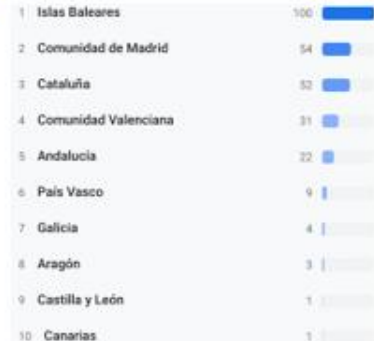 1 Islas Baleares 100
2 Comunidad de Madrid 54
3 Cataluña 52
4 Comunidad Valenciana 31
5 Andalucía 22
6 País Vasco 9
7 Galicia 4
8 Aragón 3
9 Castilla y León 1
10 Canarias 1